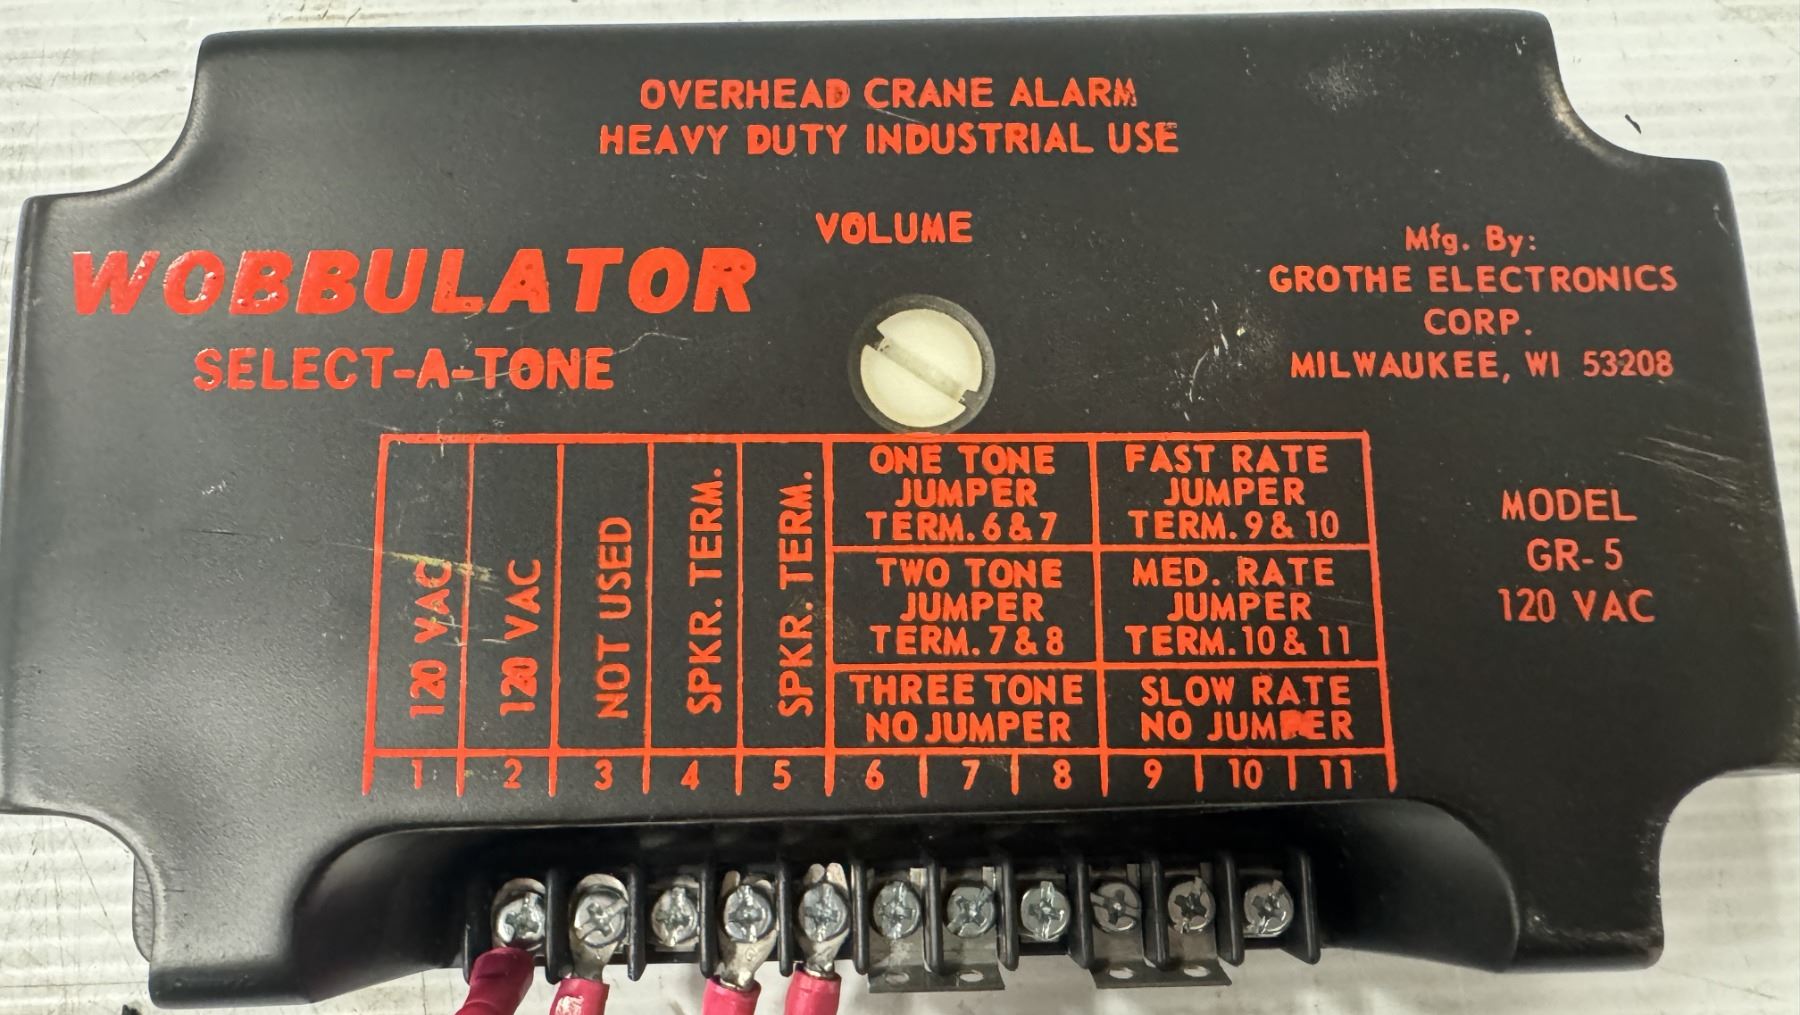 OVERHEAD CRANE ALARM
HEAVY DUTY INDUSTRIAL USE
VOLUME
WOBBULATOR
SELECT-A-TONE
Mfg. By:
GROTHE ELECTRONICS
CORP.
MILWAUKEE, WI 53208
MODEL
GR-5
120 VAC
120 VAC
120 VAC
NOT USED
SPKR. TERM.
SPKR. TERM.
ONE TONE
JUMPER
TERM. 6 & 7
FAST RATE
JUMPER
TERM. 9 & 10
TWO TONE
JUMPER
TERM. 7 & 8
MED. RATE
JUMPER
TERM. 10 & 11
THREE TONE
NO JUMPER
SLOW RATE
NO JUMPER
1 2 3 4 5 6 7 8 9 10 11